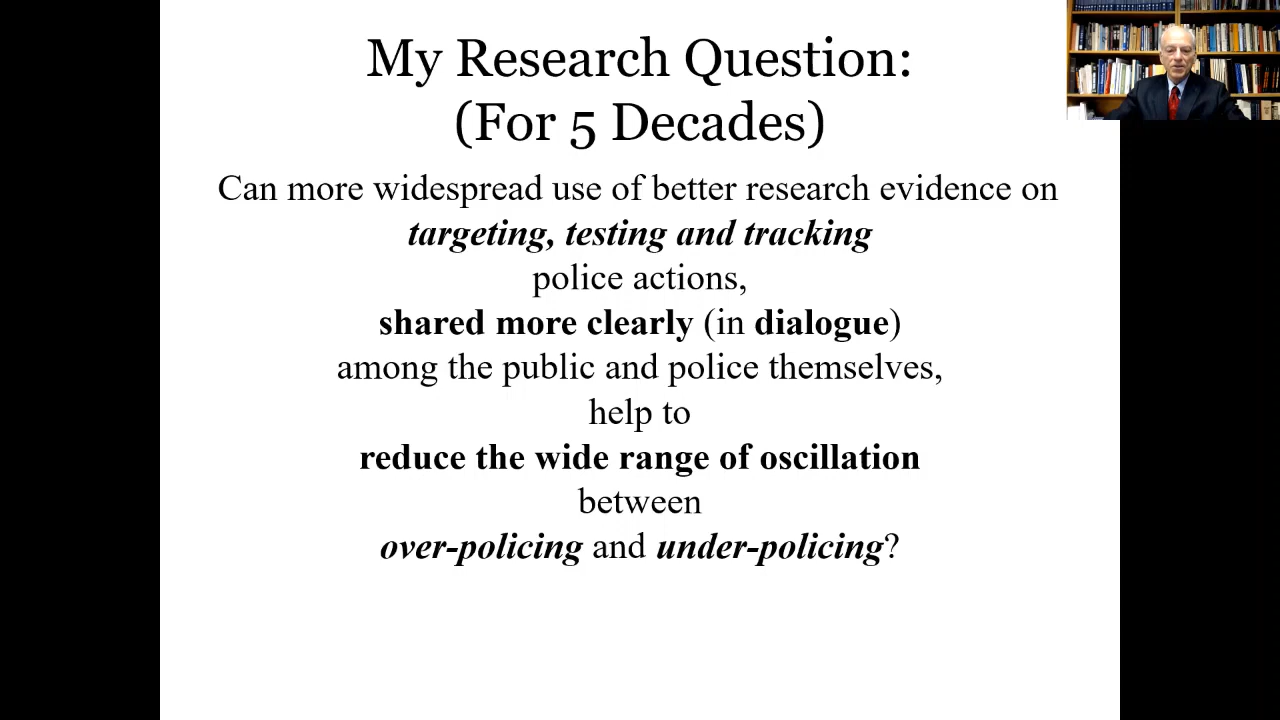 My Research Question:
(For 5 Decades)
Can more widespread use of better research evidence on
targeting, testing and tracking
police actions,
shared more clearly (in dialogue)
among the public and police themselves,
help to
reduce the wide range of oscillation
between
over-policing and under-policing?